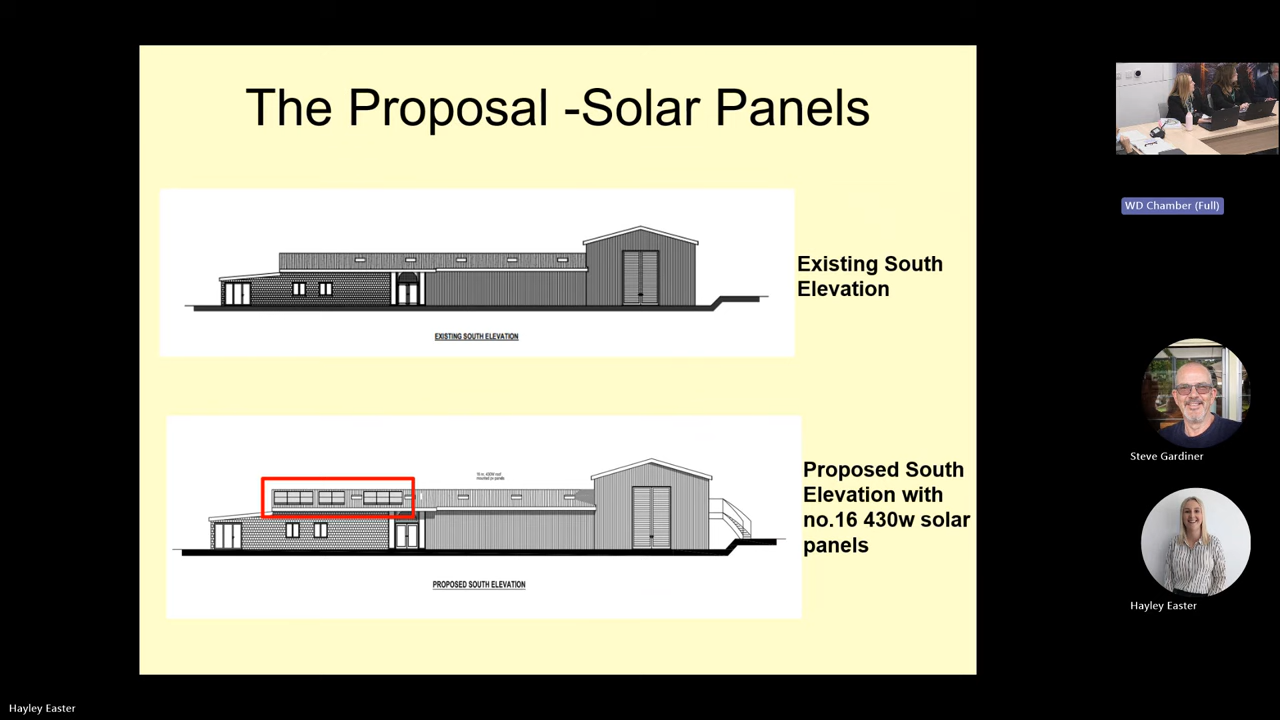 The Proposal -Solar Panels
Existing South
Elevation
EXISTING SOUTH ELEVATION
Proposed South
Elevation with
no.16 430w solar
panels
PROPOSED SOUTH ELEVATION
WD Chamber (Full)
Steve Gardiner
Hayley Easter
Hayley Easter